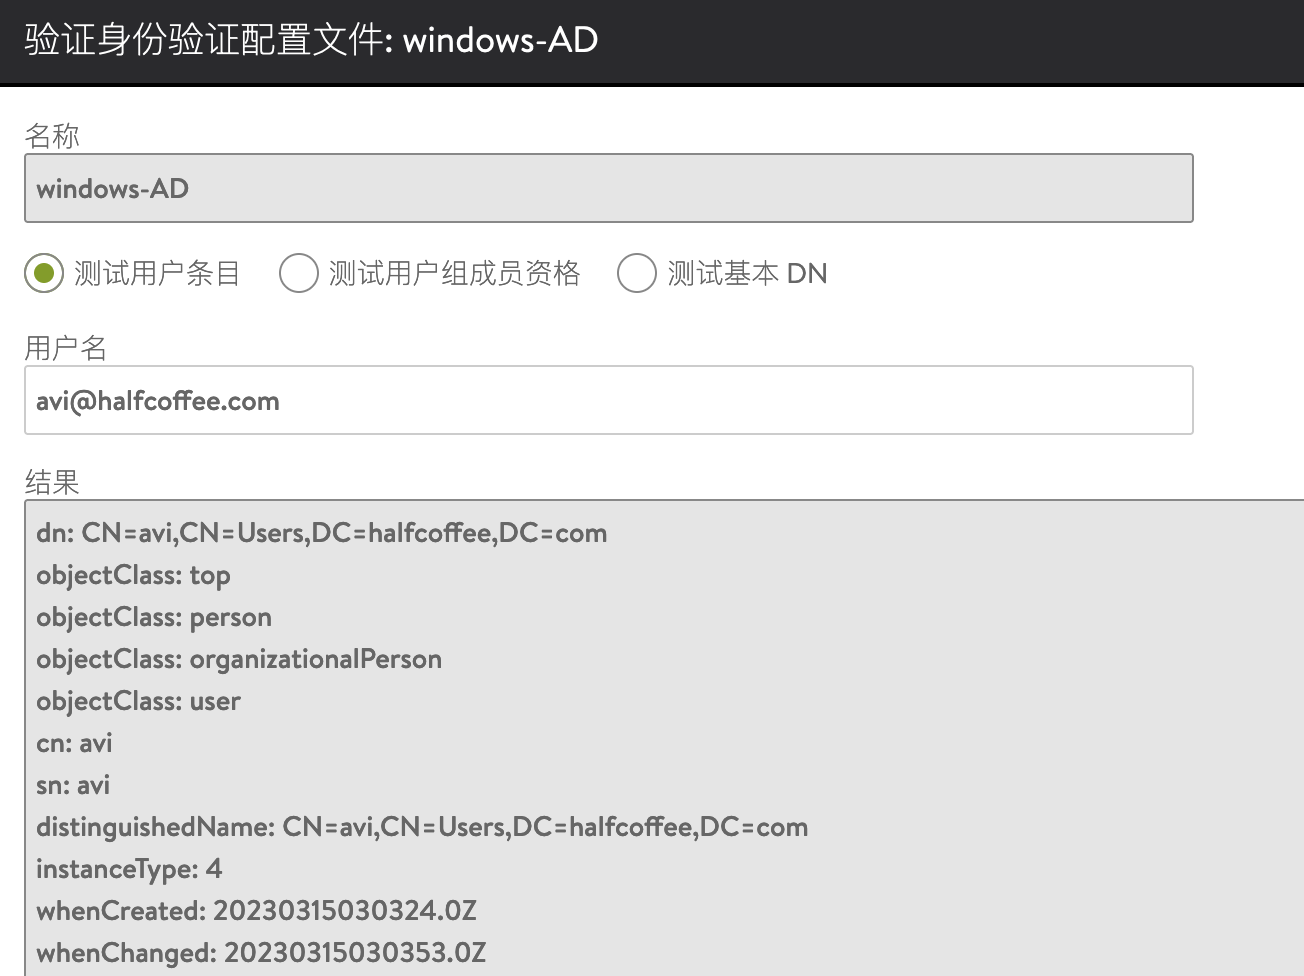 验证身份验证配置文件: windows-AD
名称
windows-AD
测试用户条目 测试用户组成员资格 测试基本 DN
用户名
avi@halfcoffee.com
结果
dn: CN=avi,CN=Users,DC=halfcoffee,DC=com
objectClass: top
objectClass: person
objectClass: organizationalPerson
objectClass: user
cn: avi
sn: avi
distinguishedName: CN=avi,CN=Users,DC=halfcoffee,DC=com
instanceType: 4
whenCreated: 20230315030324.0Z
whenChanged: 20230315030353.0Z